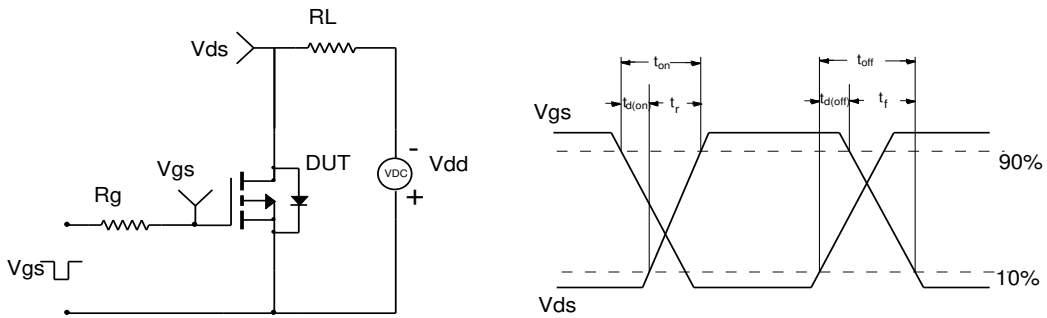 RL
Vds
-
Vgs
DUT
VDC
Vdd
Rg
+
Vgs
ton
toff
td(on)
tr
td(off)
tf
Vgs
90%
10%
Vds